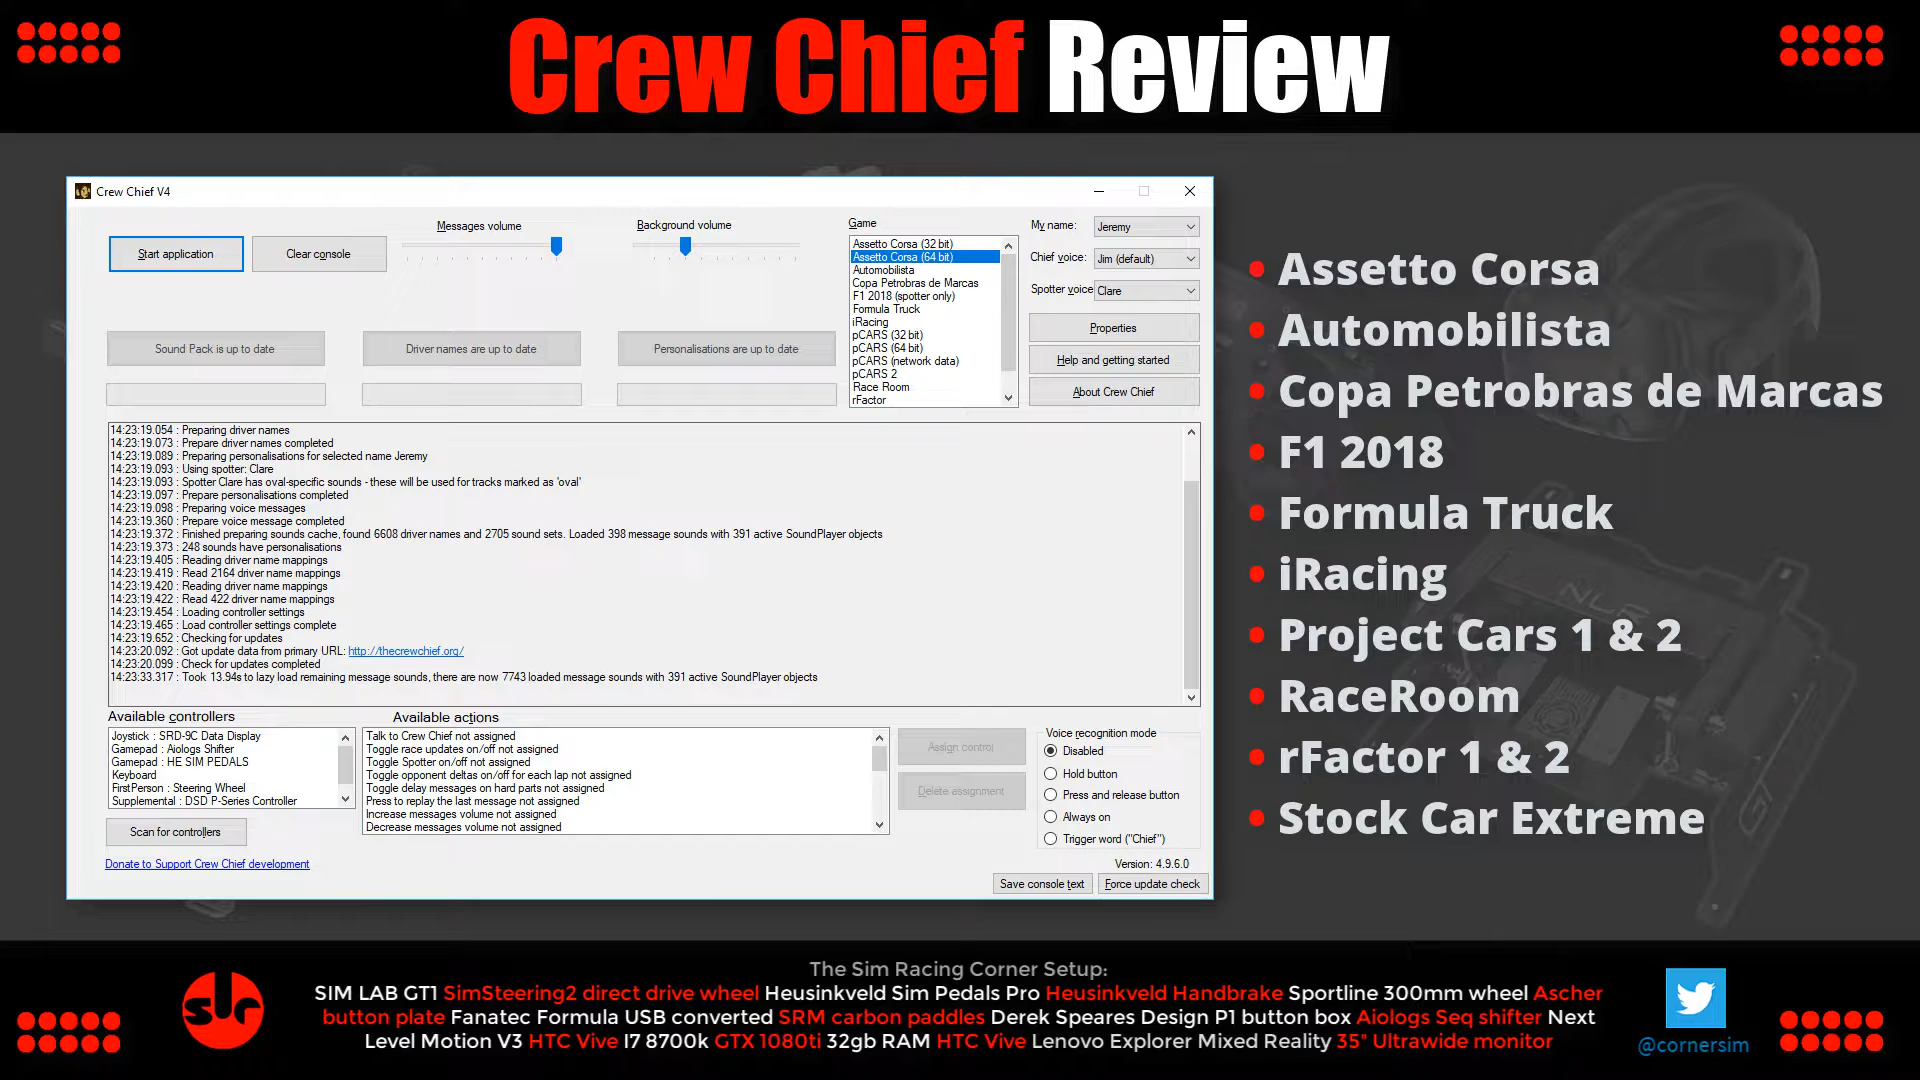 Crew Chief Review
Crew Chief V4
Start application
Clear console
Messages volume
Background volume
Game
Assetto Corsa (32 bit)
Assetto Corsa (64 bit)
Automobilista
Copa Petrobras de Marcas
F1 2018 (spotter only)
Formula Truck
iRacing
pCARS (32 bit)
pCARS (64 bit)
pCARS (network data)
pCARS 2
Race Room
rFactor
My name:
Jeremy
Chief voice:
Jim (default)
Spotter voice
Clare
Properties
Help and getting started
About Crew Chief
Sound Pack is up to date
Driver names are up to date
Personalisations are up to date
14:23:19.054 : Preparing driver names
14:23:19.073 : Prepare driver names completed
14:23:19.089 : Preparing personalisations for selected name Jeremy
14:23:19.093 : Using spotter: Clare
14:23:19.093 : Spotter Clare has oval-specific sounds - these will be used for tracks marked as 'oval'
14:23:19.097 : Prepare personalisations completed
14:23:19.098 : Preparing voice messages
14:23:19.360 : Prepare voice message completed
14:23:19.372 : Finished preparing sounds cache, found 6608 driver names and 2705 sound sets. Loaded 398 message sounds with 391 active SoundPlayer objects
14:23:19.373 : 248 sounds have personalisations
14:23:19.405 : Reading driver name mappings
14:23:19.419 : Read 2164 driver name mappings
14:23:19.420 : Reading driver name mappings
14:23:19.422 : Read 422 driver name mappings
14:23:19.454 : Loading controller settings
14:23:19.465 : Load controller settings complete
14:23:19.652 : Checking for updates
14:23:20.092 : Got update data from primary URL: http://thecrewchief.org/
14:23:20.099 : Check for updates completed
14:23:33.317 : Took 13.94s to lazy load remaining message sounds, there are now 7743 loaded message sounds with 391 active SoundPlayer objects
Available controllers
Joystick : SRD-9C Data Display
Gamepad : Aiologs Shifter
Gamepad : HE SIM PEDALS
Keyboard
FirstPerson : Steering Wheel
Supplemental : DSD P-Series Controller
Scan for controllers
Donate to Support Crew Chief development
Available actions
Talk to Crew Chief not assigned
Toggle race updates on/off not assigned
Toggle Spotter on/off not assigned
Toggle opponent deltas on/off for each lap not assigned
Toggle delay messages on hard parts not assigned
Press to replay the last message not assigned
Increase messages volume not assigned
Decrease messages volume not assigned
Assign control
Delete assignment
Voice recognition mode
Disabled
Hold button
Press and release button
Always on
Trigger word ("Chief")
Version: 4.9.6.0
Save console text
Force update check
• Assetto Corsa
• Automobilista
• Copa Petrobras de Marcas
• F1 2018
• Formula Truck
• iRacing
• Project Cars 1 & 2
• RaceRoom
• rFactor 1 & 2
• Stock Car Extreme
The Sim Racing Corner Setup:
SIM LAB GT1 SimSteering2 direct drive wheel Heusinkveld Sim Pedals Pro Heusinkveld Handbrake Sportline 300mm wheel Ascher
button plate Fanatec Formula USB converted SRM carbon paddles Derek Speares Design P1 button box Aiologs Seq shifter Next
Level Motion V3 HTC Vive I7 8700k GTX 1080ti 32gb RAM HTC Vive Lenovo Explorer Mixed Reality 35" Ultrawide monitor
@cornersim